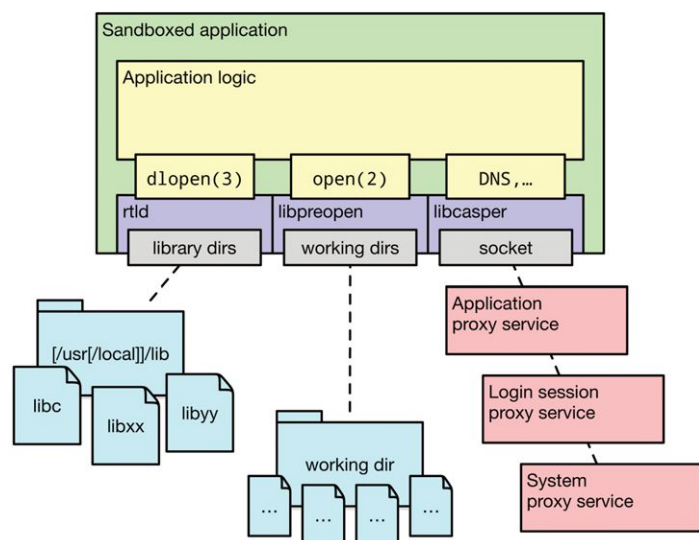 Sandboxed application
Application logic
dlopen(3)
open(2)
DNS,...
rtld
libpreopen
libcasper
library dirs
working dirs
socket
[/usr[/local]]/lib
libc
libxx
libyy
working dir
...
...
...
...
Application
proxy service
Login session
proxy service
System
proxy service